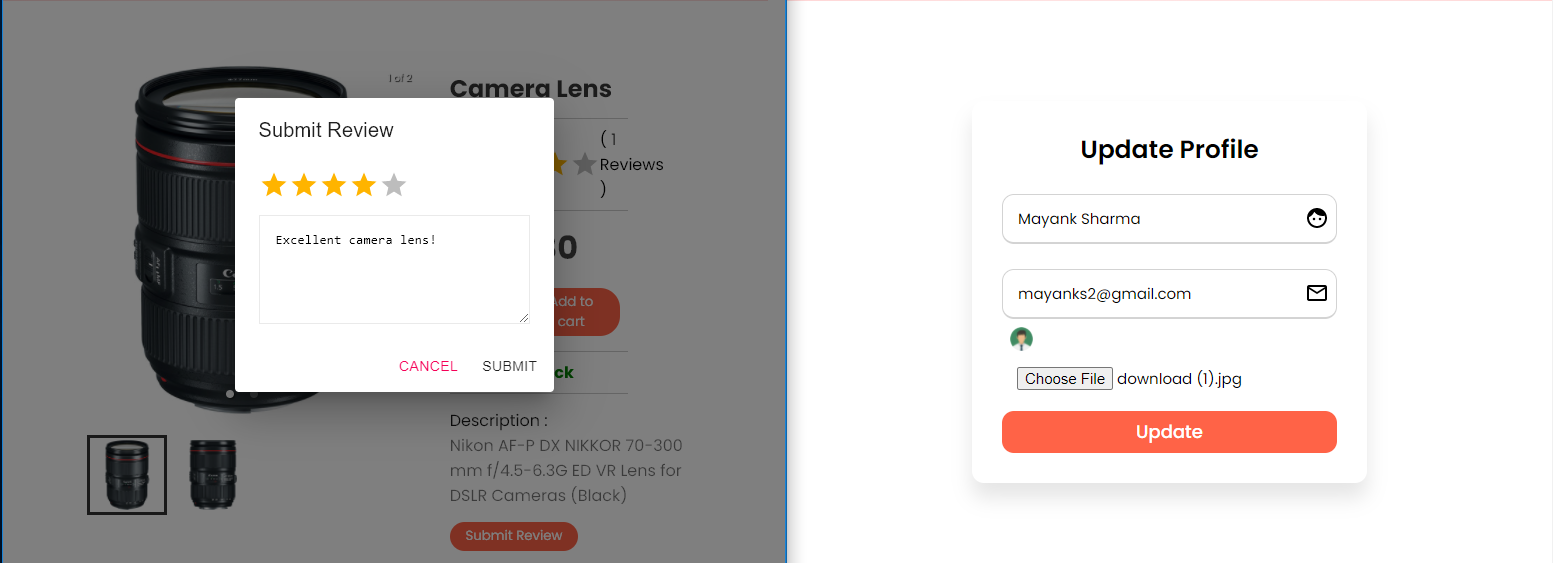 1 of 2
Camera Lens
( 1
Reviews
)
Submit Review
Excellent camera lens!
0
Add to
cart
CANCEL
SUBMIT
ck
Description :
Nikon AF-P DX NIKKOR 70-300
mm f/4.5-6.3G ED VR Lens for
DSLR Cameras (Black)
Submit Review
Update Profile
Mayank Sharma
mayanks2@gmail.com
Choose File download (1).jpg
Update